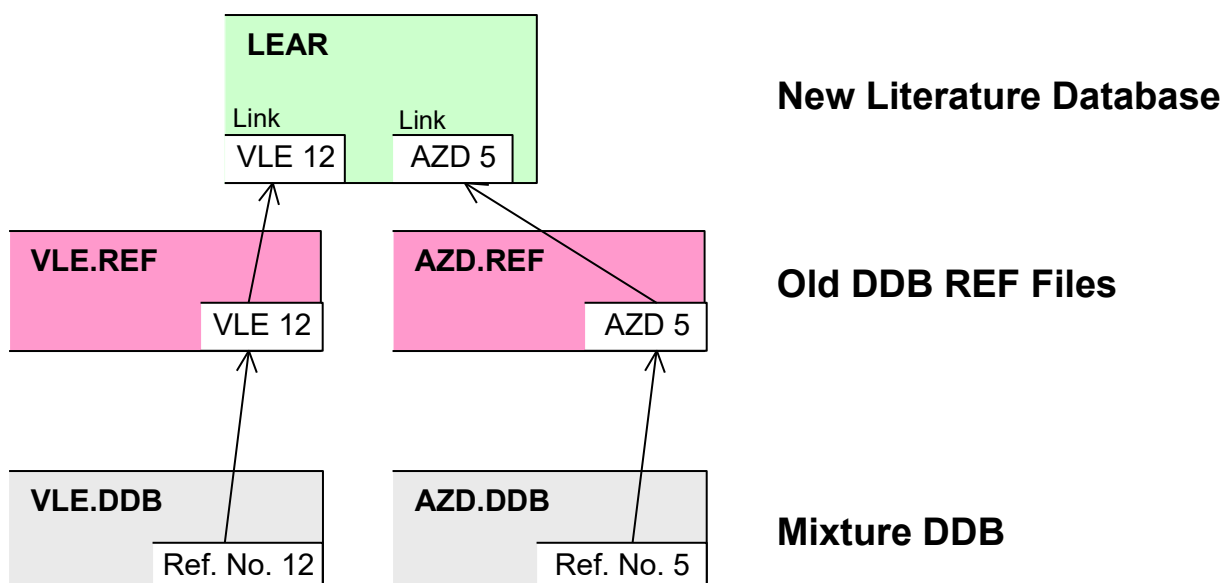 LEAR
New Literature Database
Link Link
VLE 12 AZD 5
VLE.REF AZD.REF
Old DDB REF Files
VLE 12 AZD 5
VLE.DDB AZD.DDB
Mixture DDB
Ref. No. 12 Ref. No. 5